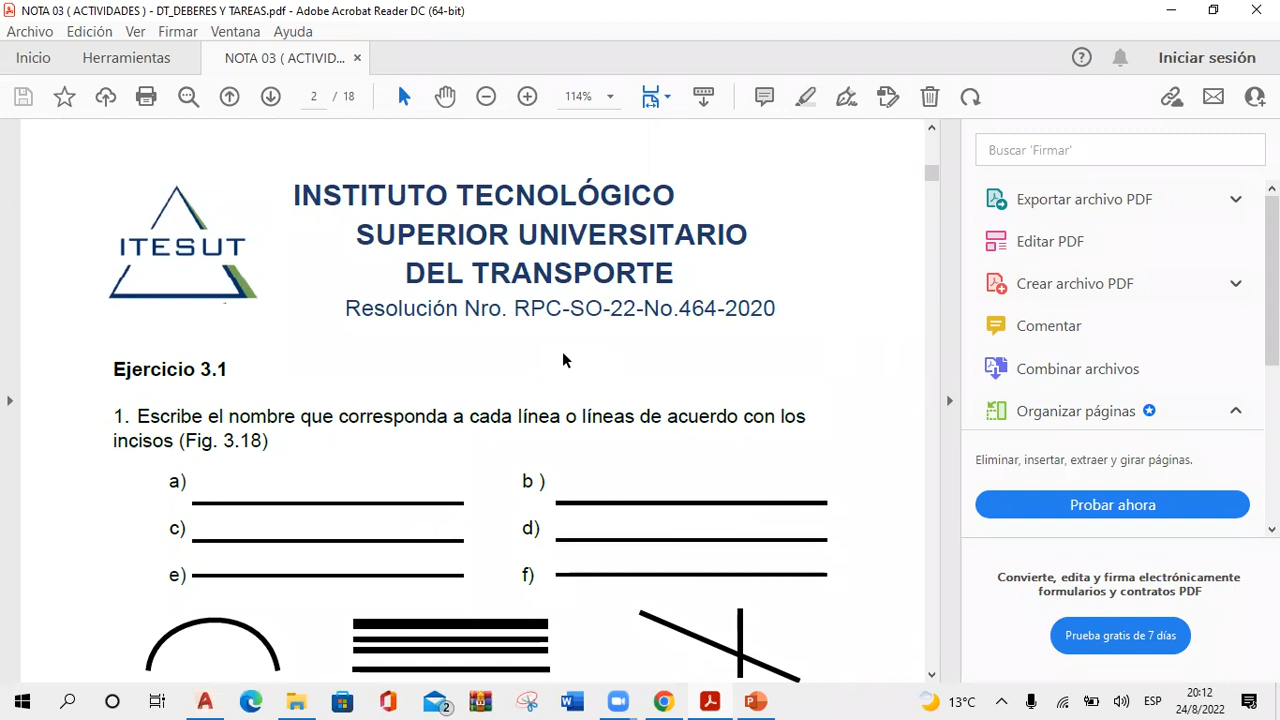 NOTA 03 ( ACTIVIDADES ) - DT_DEBERES Y TAREAS.pdf - Adobe Acrobat Reader DC (64-bit)
Archivo Edición Ver Firmar Ventana Ayuda
Inicio Herramientas NOTA 03 ( ACTIVID... Iniciar sesión
2 / 18 114%
Buscar 'Firmar'
INSTITUTO TECNOLÓGICO
SUPERIOR UNIVERSITARIO
DEL TRANSPORTE
Resolución Nro. RPC-SO-22-No.464-2020
ITESUT
Ejercicio 3.1
1. Escribe el nombre que corresponda a cada línea o líneas de acuerdo con los
incisos (Fig. 3.18)
a) b )
c) d)
e) f)
Exportar archivo PDF
Editar PDF
Crear archivo PDF
Comentar
Combinar archivos
Organizar páginas
Eliminar, insertar, extraer y girar páginas.
Probar ahora
Convierte, edita y firma electrónicamente
formularios y contratos PDF
Prueba gratis de 7 días
2 13°C ESP 20:12
24/8/2022